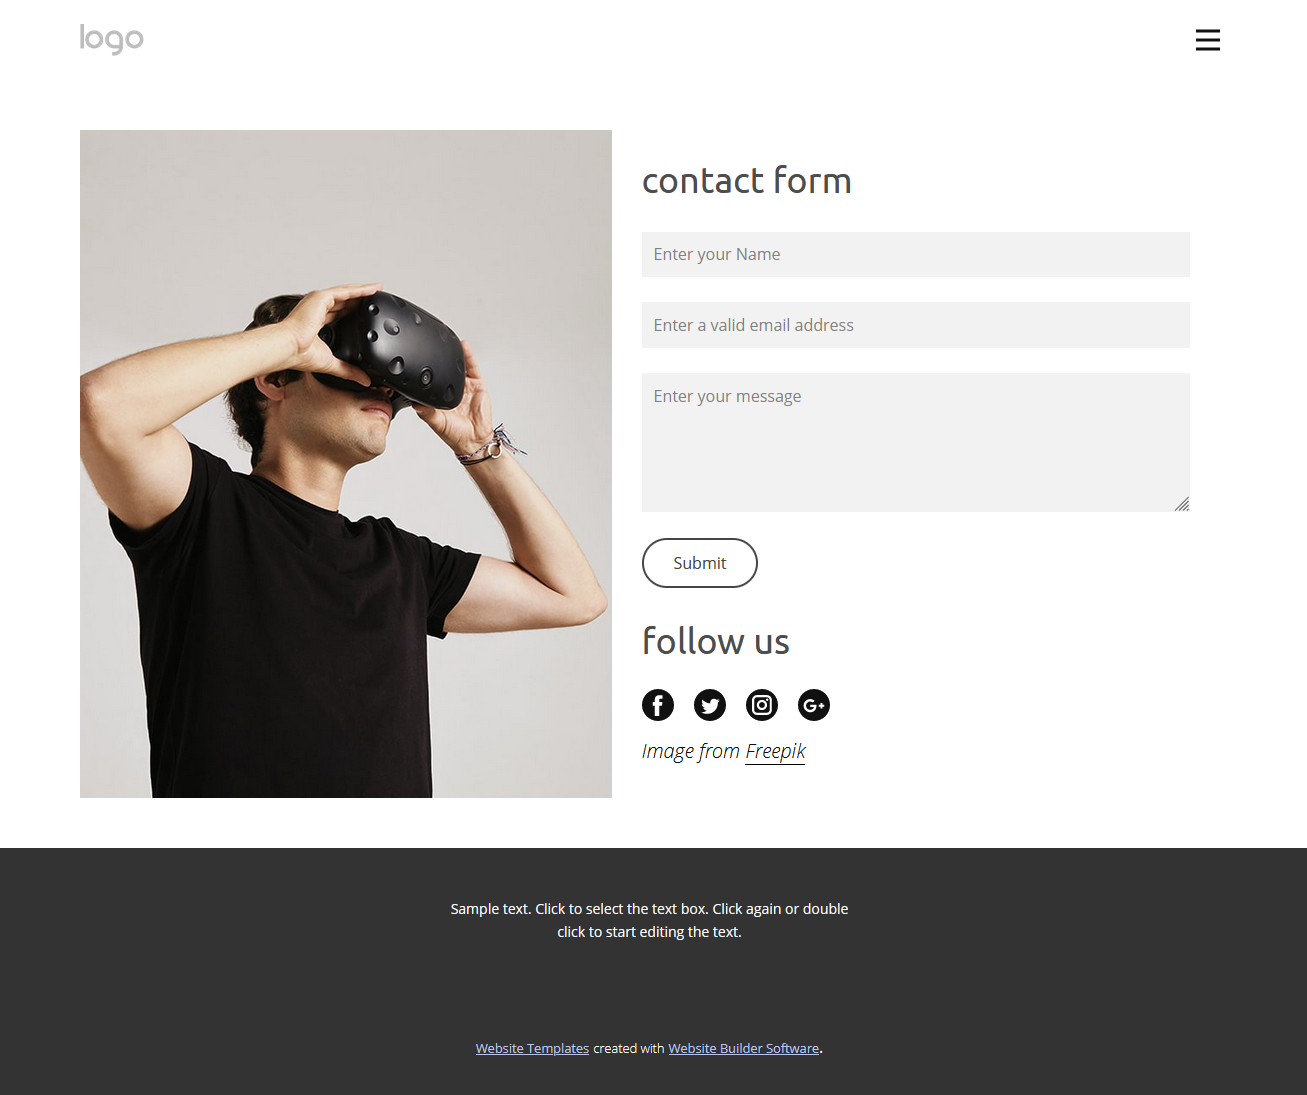 logo
contact form
Enter your Name
Enter a valid email address
Enter your message
Submit
follow us
Image from Freepik
Sample text. Click to select the text box. Click again or double
click to start editing the text.
Website Templates created with Website Builder Software.